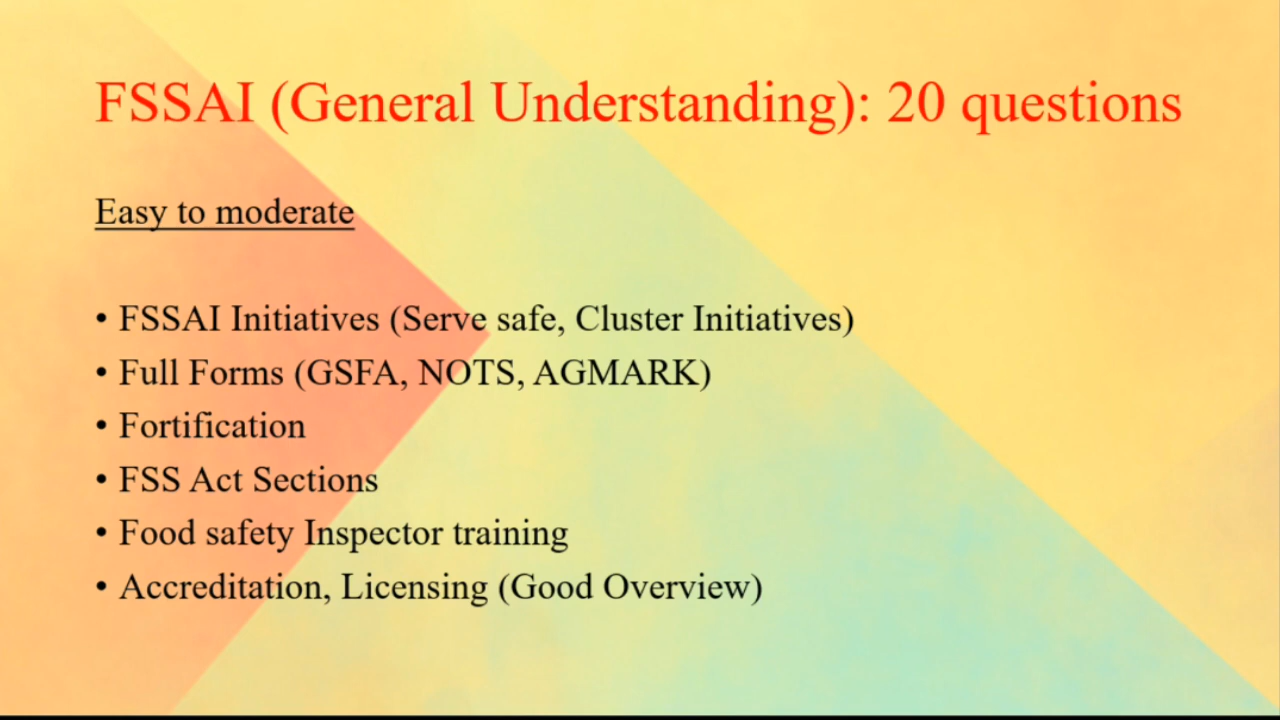 FSSAI (General Understanding): 20 questions
Easy to moderate
• FSSAI Initiatives (Serve safe, Cluster Initiatives)
• Full Forms (GSFA, NOTS, AGMARK)
• Fortification
• FSS Act Sections
• Food safety Inspector training
• Accreditation, Licensing (Good Overview)